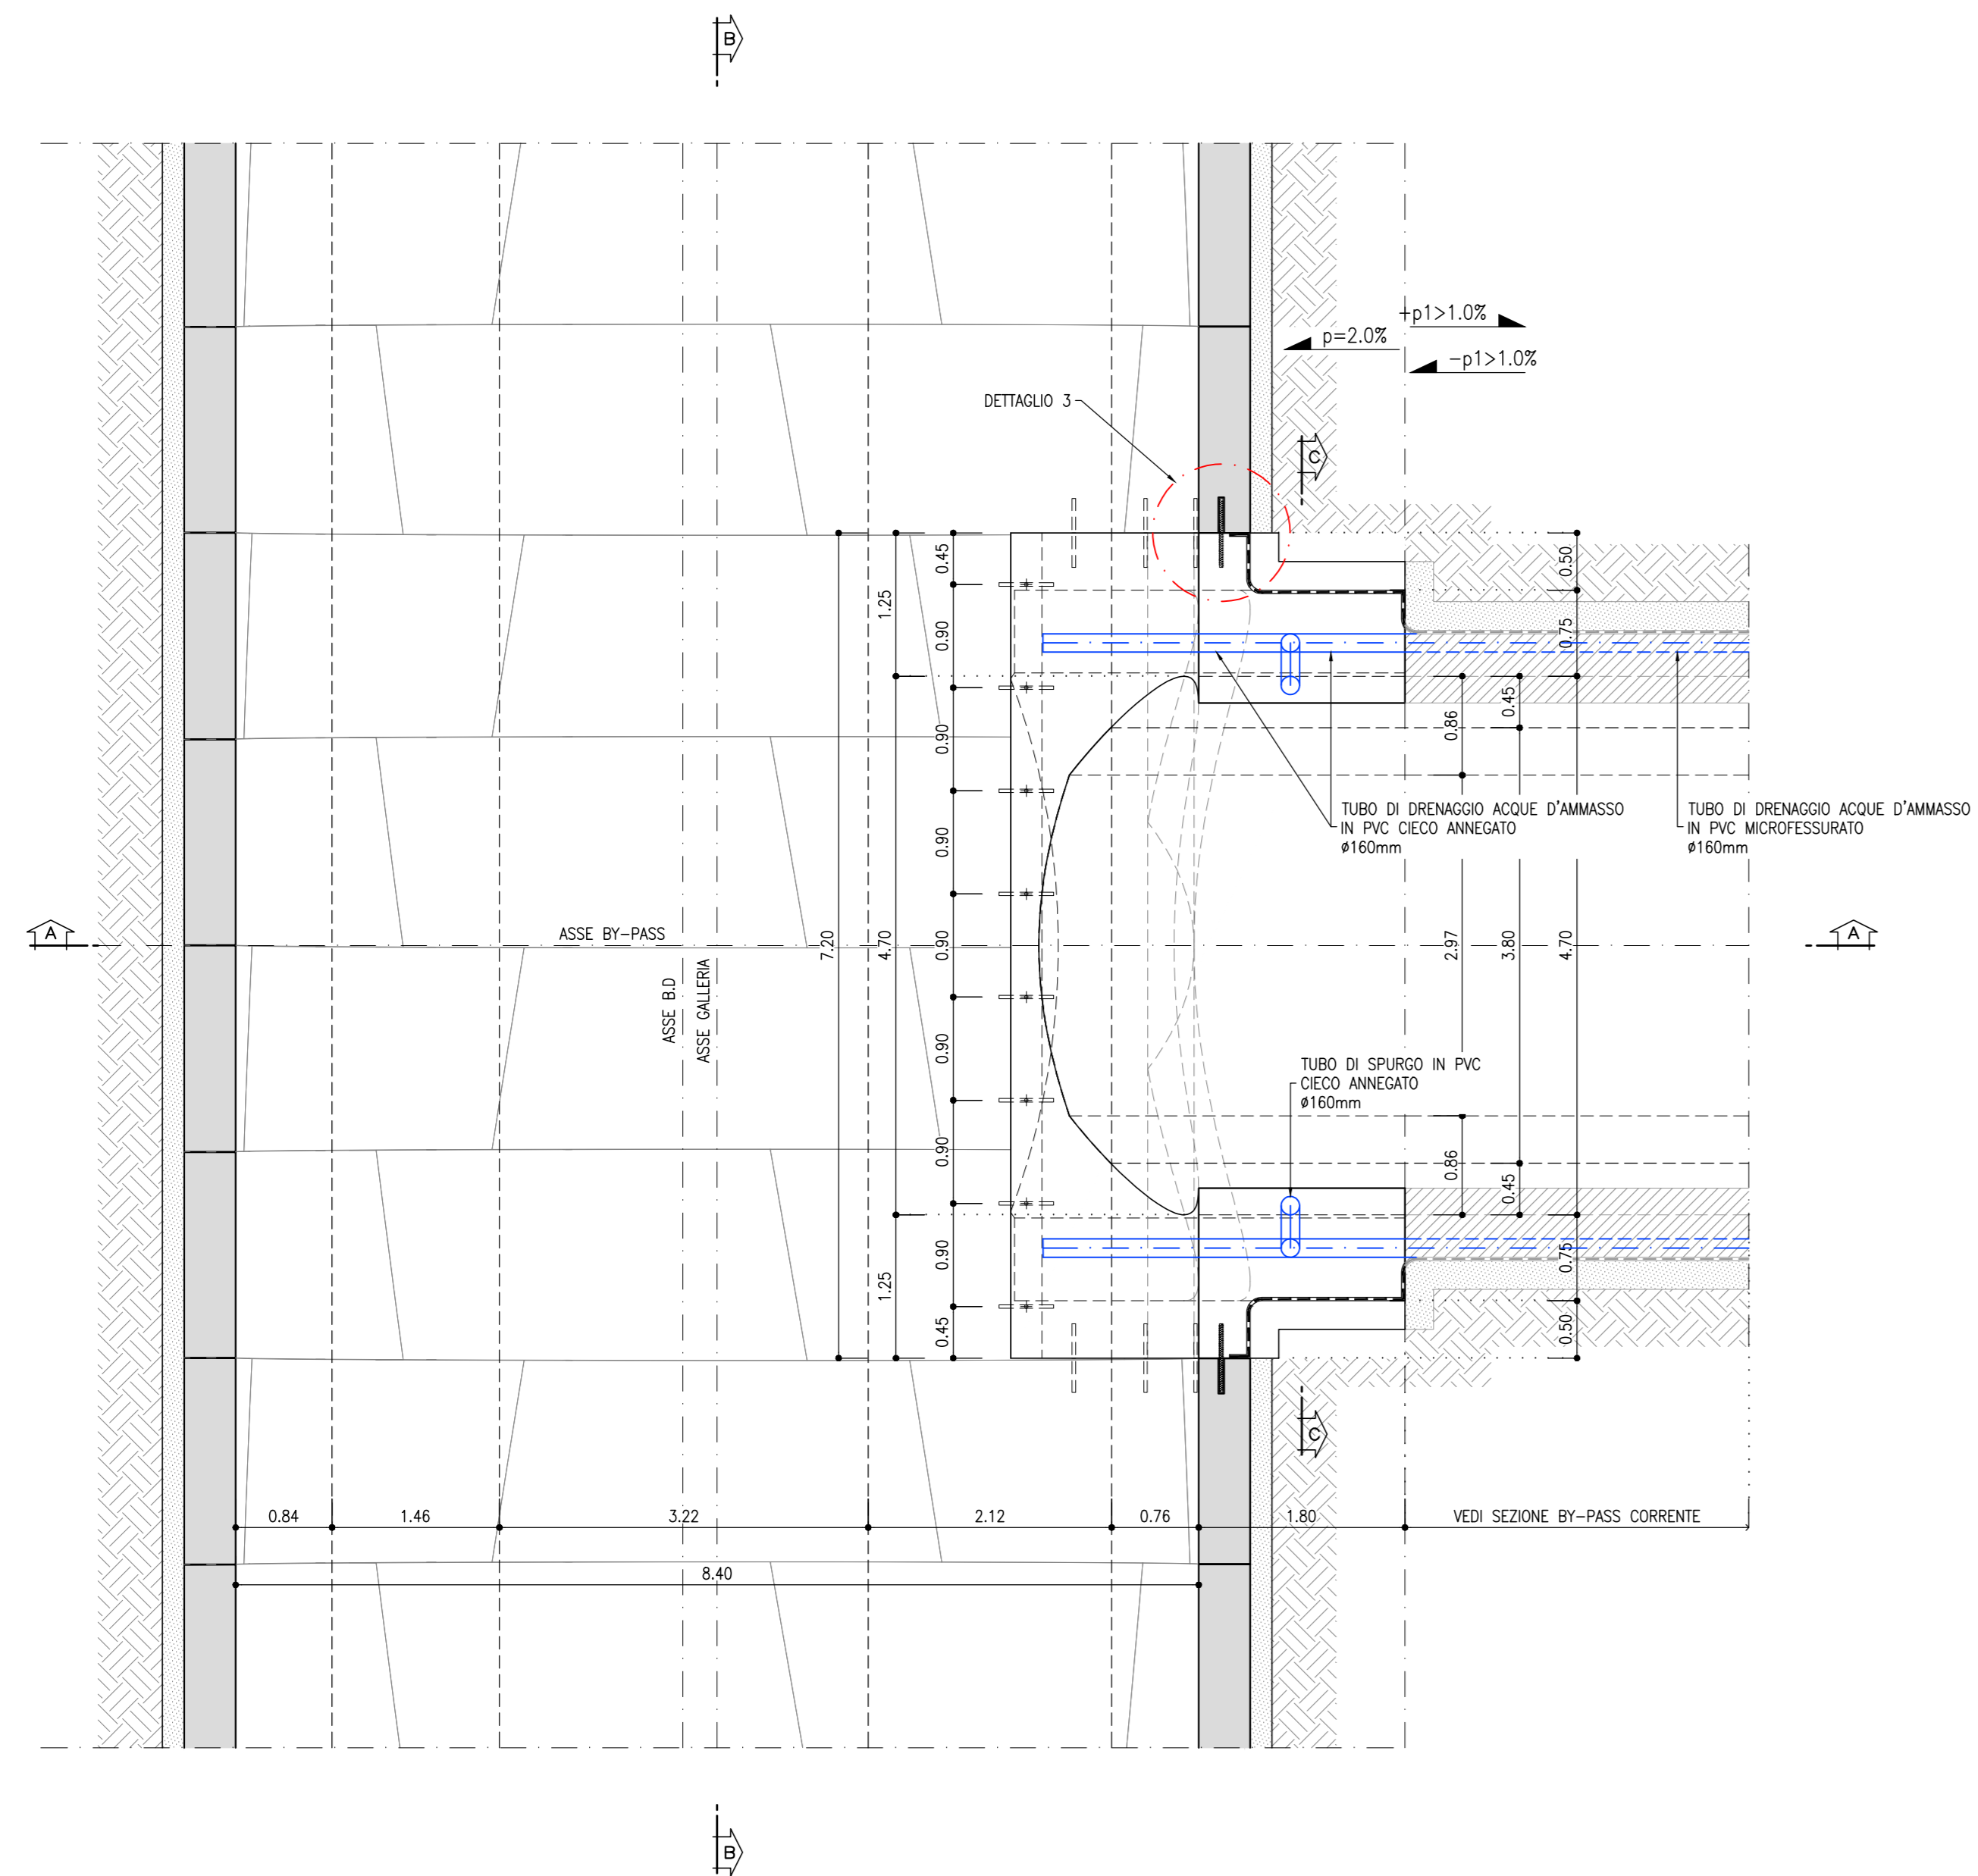 B
+p1>1.0%
p=2.0%
-p1>1.0%
DETTAGLIO 3
C
0.45
1.25
0.50
0.90
0.75
0.45
0.86
0.90
TUBO DI DRENAGGIO ACQUE D'AMMASSO
IN PVC CIECO ANNEGATO
ø160mm
TUBO DI DRENAGGIO ACQUE D'AMMASSO
IN PVC MICROFESSURATO
ø160mm
0.90
A
ASSE BY-PASS
7.20
4.70
0.90
2.97
3.80
4.70
A
ASSE B.D
ASSE GALLERIA
0.90
TUBO DI SPURGO IN PVC
CIECO ANNEGATO
ø160mm
0.90
0.86
0.45
0.90
0.75
1.25
0.45
0.50
C
0.84
1.46
3.22
2.12
0.76
1.80
VEDI SEZIONE BY-PASS CORRENTE
8.40
B